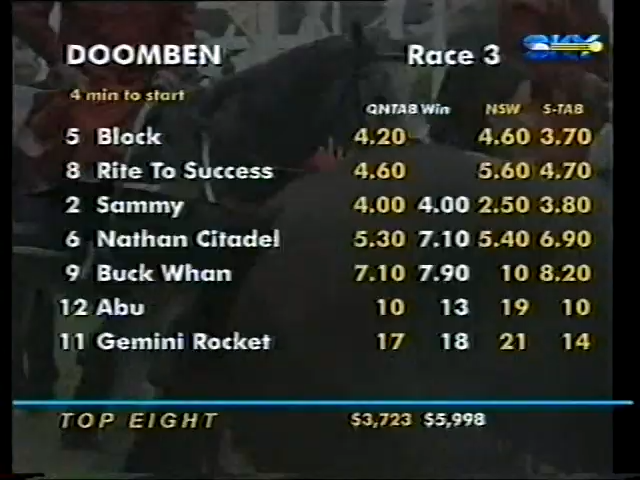 DOOMBEN Race 3 SKY
4 min to start
QNTAB Win NSW S-TAB
5 Block 4.20 4.60 3.70
8 Rite To Success 4.60 5.60 4.70
2 Sammy 4.00 4.00 2.50 3.80
6 Nathan Citadel 5.30 7.10 5.40 6.90
9 Buck Whan 7.10 7.90 10 8.20
12 Abu 10 13 19 10
11 Gemini Rocket 17 18 21 14
TOP EIGHT $3,723 $5,998